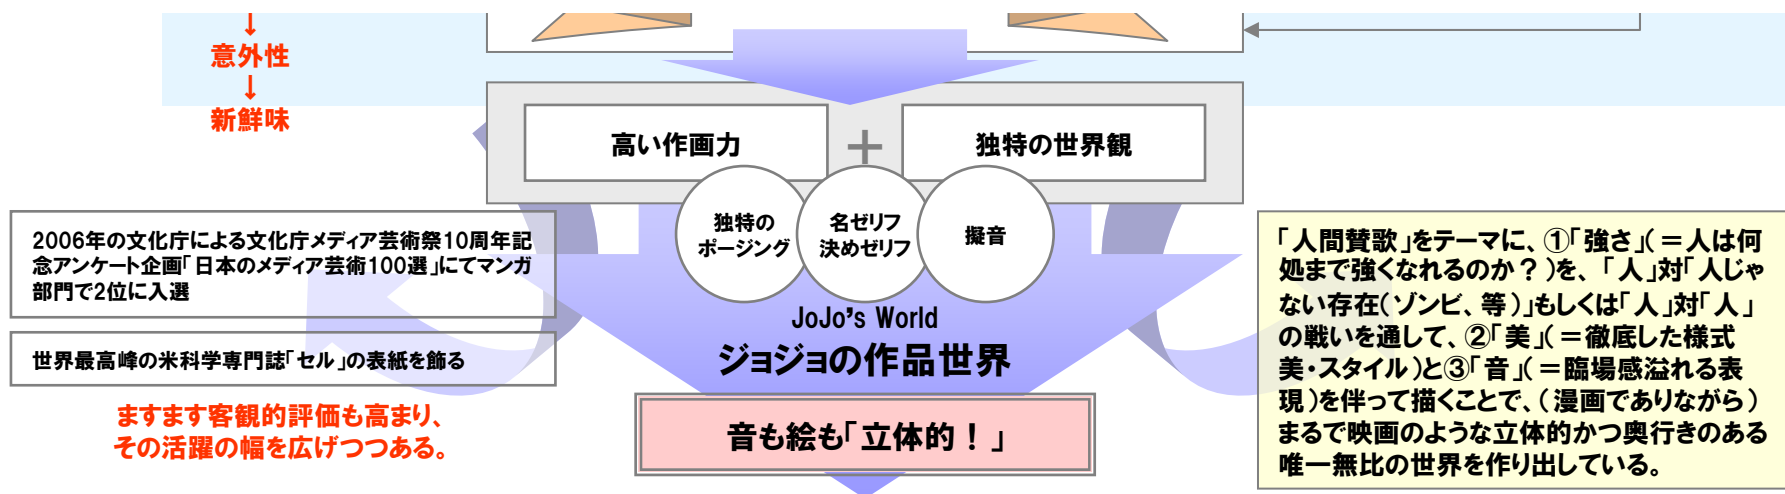 ↓
意外性
↓
新鮮味
高い作画力
＋
独特の世界観
独特の
ポージング
名ゼリフ
決めゼリフ
擬音
2006年の文化庁による文化庁メディア芸術祭10周年記
念アンケート企画「日本のメディア芸術100選」にてマンガ
部門で2位に入選
世界最高峰の米科学専門誌「セル」の表紙を飾る
ますます客観的評価も高まり、
その活躍の幅を広げつつある。
JoJo's World
ジョジョの作品世界
音も絵も「立体的！」
「人間賛歌」をテーマに、①「強さ」（＝人は何
処まで強くなれるのか？）を、「人」対「人じゃ
ない存在（ゾンビ、等）」もしくは「人」対「人」
の戦いを通して、②「美」（＝徹底した様式
美・スタイル）と③「音」（＝臨場感溢れる表
現）を伴って描くことで、（漫画でありながら）
まるで映画のような立体的かつ奥行きのある
唯一無比の世界を作り出している。